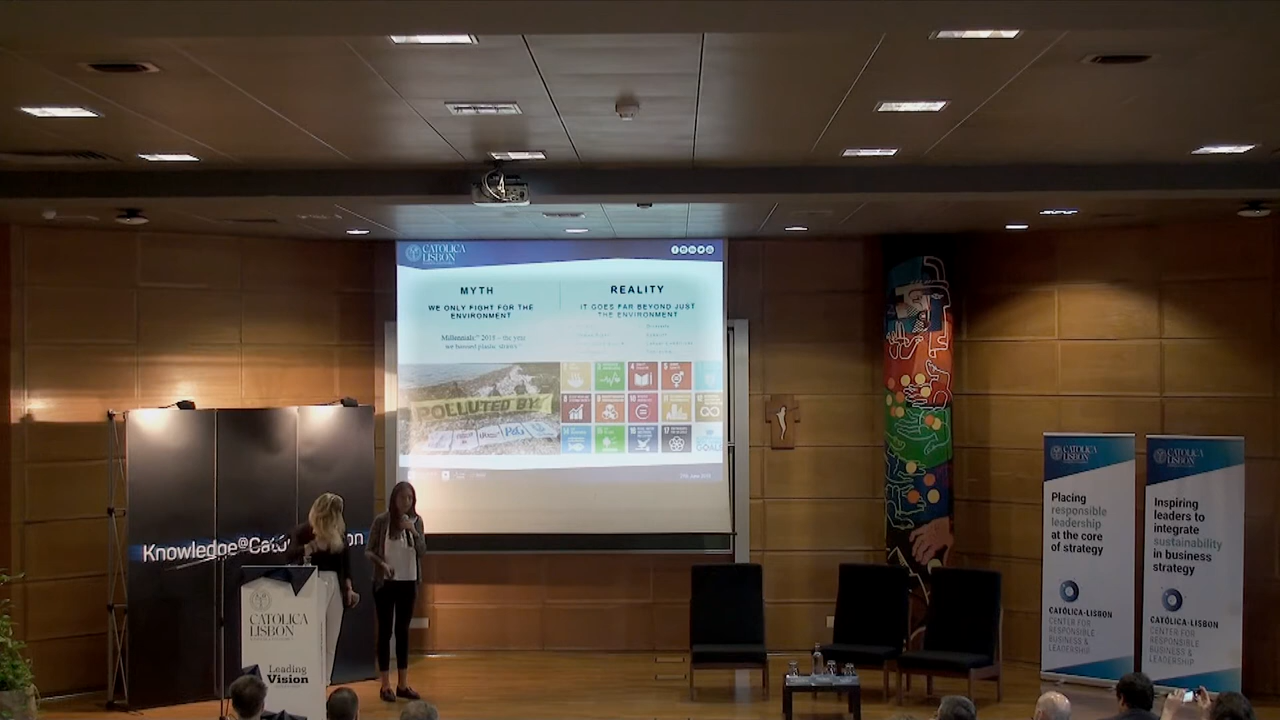 CATÓLICA
LISBON
MYTH
WE ONLY FIGHT FOR THE
ENVIRONMENT
Millennials" 2018 – the year
we banned plastic straws"
REALITY
IT GOES FAR BEYOND JUST
THE ENVIRONMENT
POLLUTED BY:
P&G
Knowledge@Cató
on
CATÓLICA
LISBON
Leading
Vision
CATÓLICA
LISBON
Placing
responsible
leadership
at the core
of strategy
CATÓLICA-LISBON
CENTER FOR
RESPONSIBLE
BUSINESS &
LEADERSHIP
CATÓLICA
LISBON
Inspiring
leaders to
integrate
sustainability
in business
strategy
CATÓLICA-LISBON
CENTER FOR
RESPONSIBLE
BUSINESS &
LEADERSHIP